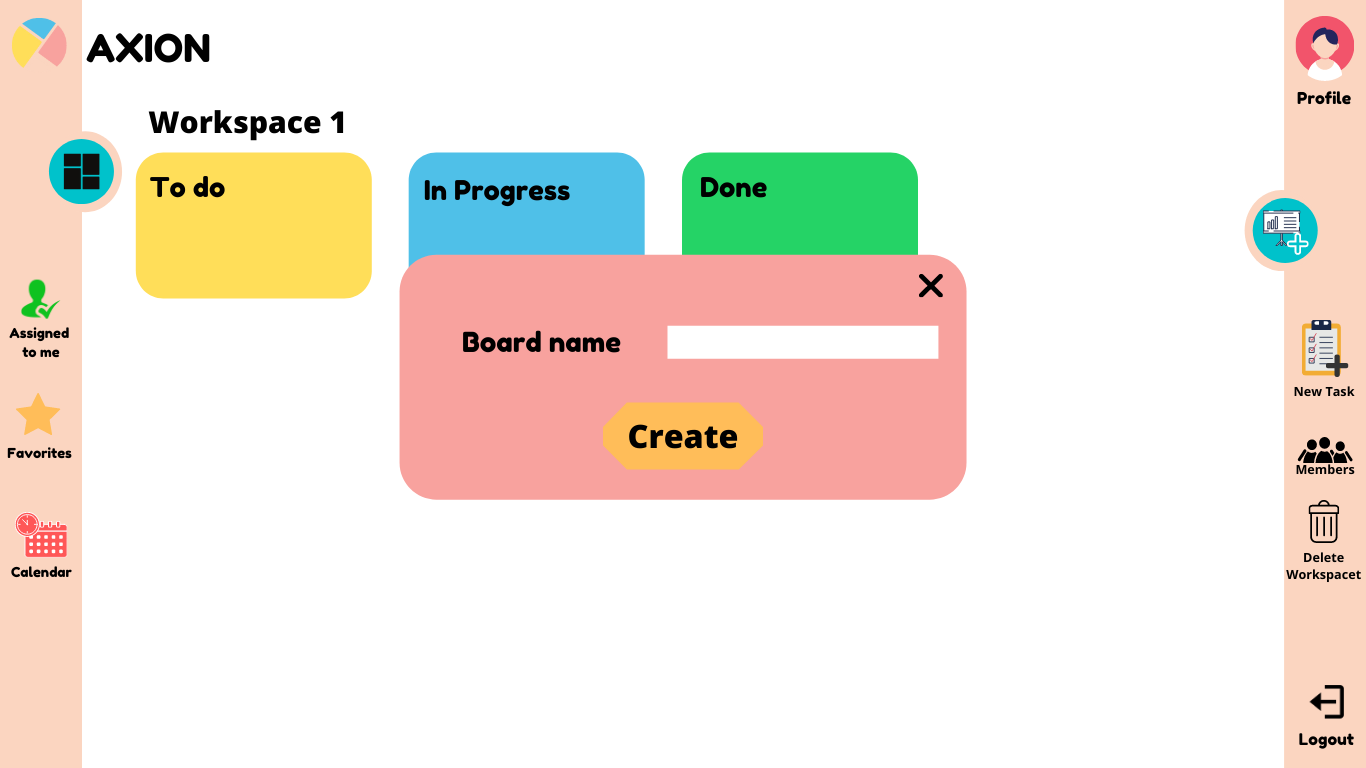 AXION
Profile
Workspace 1
To do
In Progress
Done
Board name
Create
Assigned
to me
Favorites
Calendar
New Task
Members
Delete
Workspacet
Logout